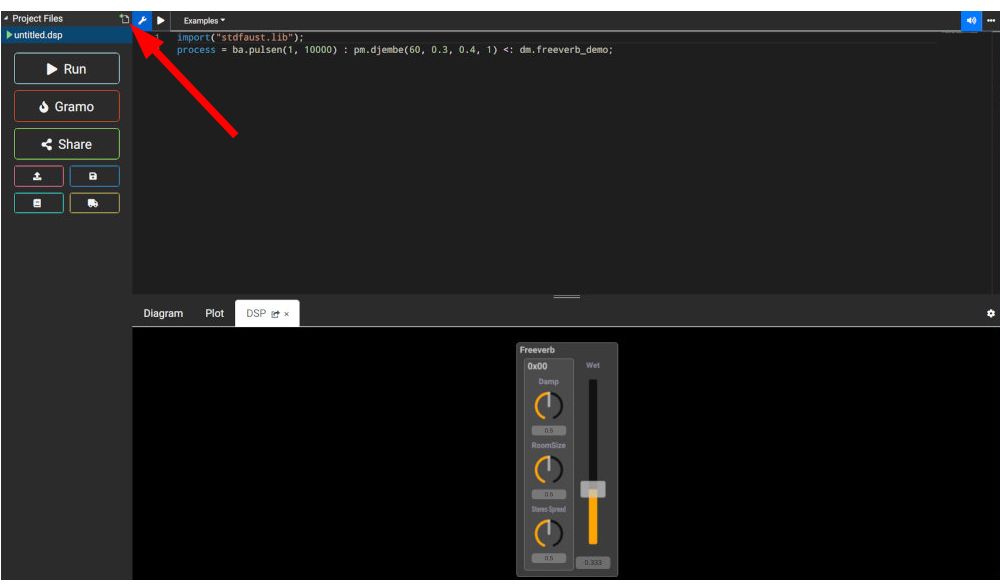 Project Files
untitled.dsp
Run
Gramo
Share
Examples
1
import("stdfaust.lib");
process = ba.pulsen(1, 10000) : pm.djembe(60, 0.3, 0.4, 1) <: dm.freeverb_demo;
Diagram Plot DSP
Freeverb
0x00 Wet
Damp
0.5
RoomSize
0.5
Stereo Spread
0.5
0.333